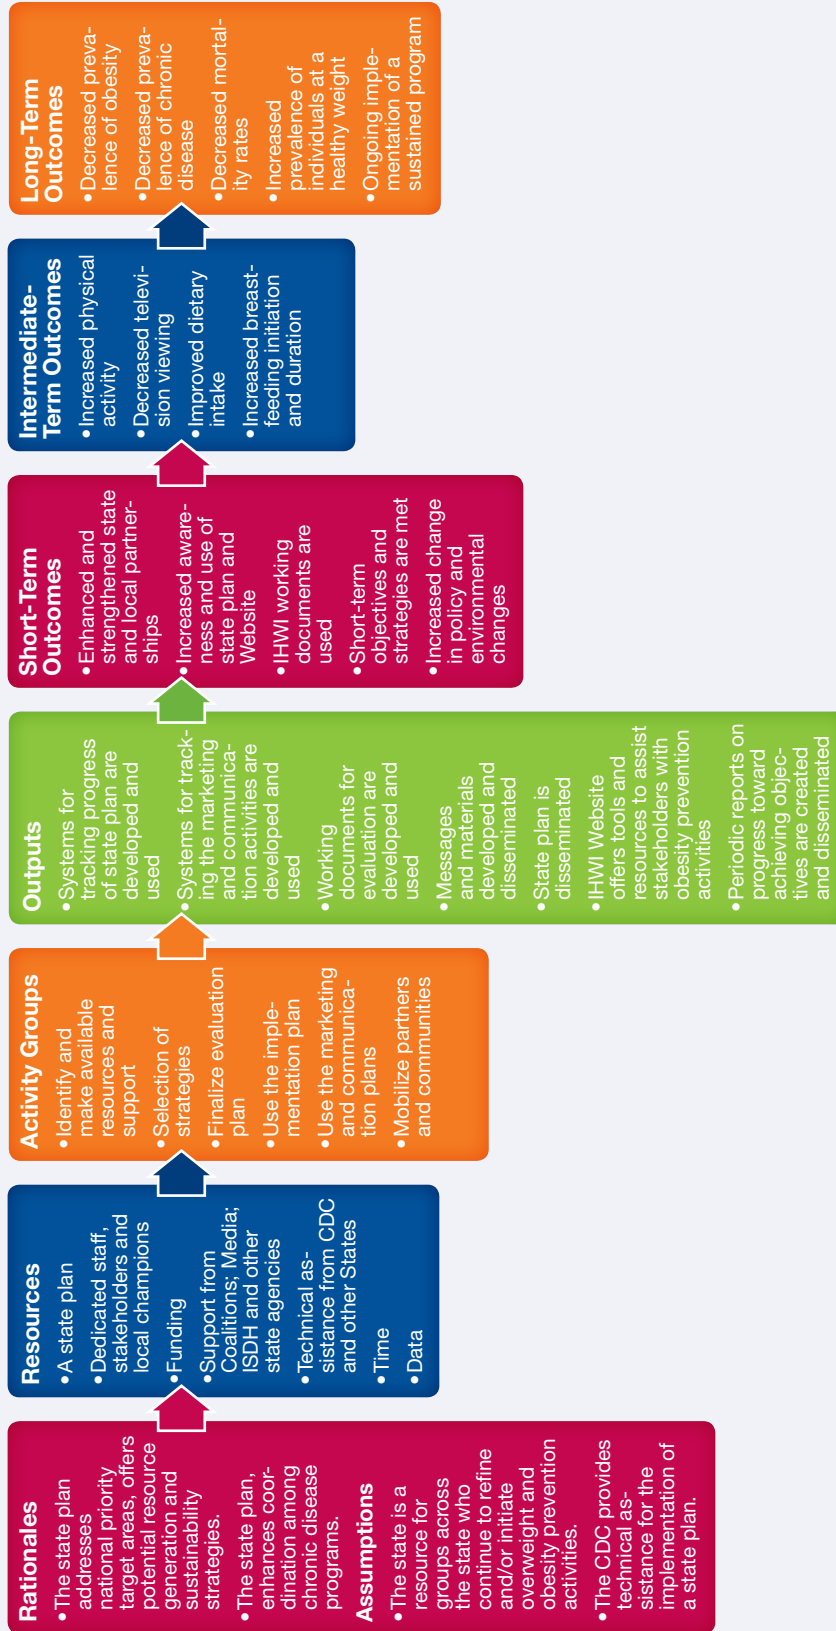 Rationales
•The state plan
addresses
national priority
target areas, offers
potential resource
generation and
sustainability
strategies.
•The state plan,
enhances coor-
dination among
chronic disease
programs.
Assumptions
•The state is a
resource for
groups across
the state who
continue to refine
and/or initiate
overweight and
obesity prevention
activities.
•The CDC provides
technical as-
sistance for the
implementation of
a state plan.
Resources
•A state plan
•Dedicated staff,
stakeholders and
local champions
•Funding
•Support from
Coalitions; Media;
ISDH and other
state agencies
•Technical as-
sistance from CDC
and other States
•Time
•Data
Activity Groups
•Identify and
make available
resources and
support
•Selection of
strategies
•Finalize evaluation
plan
•Use the imple-
mentation plan
•Use the marketing
and communica-
tion plans
•Mobilize partners
and communities
Outputs
•Systems for
tracking progress
of state plan are
developed and
used
•Systems for track-
ing the marketing
and communica-
tion activities are
developed and
used
•Working
documents for
evaluation are
developed and
used
•Messages
and materials
developed and
disseminated
•State plan is
disseminated
•IHWI Website
offers tools and
resources to assist
stakeholders with
obesity prevention
activities
•Periodic reports on
progress toward
achieving objec-
tives are created
and disseminated
Short-Term
Outcomes
•Enhanced and
strengthened state
and local partner-
ships
•Increased aware-
ness and use of
state plan and
Website
•IHWI working
documents are
used
•Short-term
objectives and
strategies are met
•Increased change
in policy and
environmental
changes
Intermediate-
Term Outcomes
•Increased physical
activity
•Decreased televi-
sion viewing
•Improved dietary
intake
•Increased breast-
feeding initiation
and duration
Long-Term
Outcomes
•Decreased preva-
lence of obesity
•Decreased preva-
lence of chronic
disease
•Decreased mortal-
ity rates
•Increased
prevalence of
individuals at a
healthy weight
•Ongoing imple-
mentation of a
sustained program